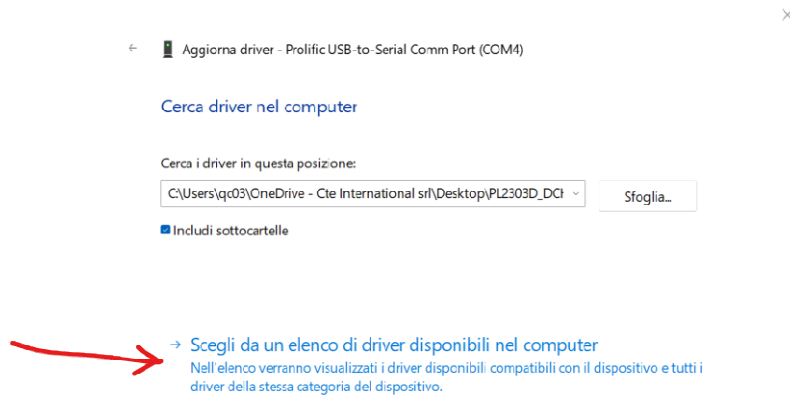 Aggiorna driver - Prolific USB-to-Serial Comm Port (COM4)
Cerca driver nel computer
Cerca i driver in questa posizione:
C:\Users\qc03\OneDrive - Cte International srl\Desktop\PL2303D_DCh
Sfoglia...
Includi sottocartelle
Scegli da un elenco di driver disponibili nel computer
Nell'elenco verranno visualizzati i driver disponibili compatibili con il dispositivo e tutti i
driver della stessa categoria del dispositivo.